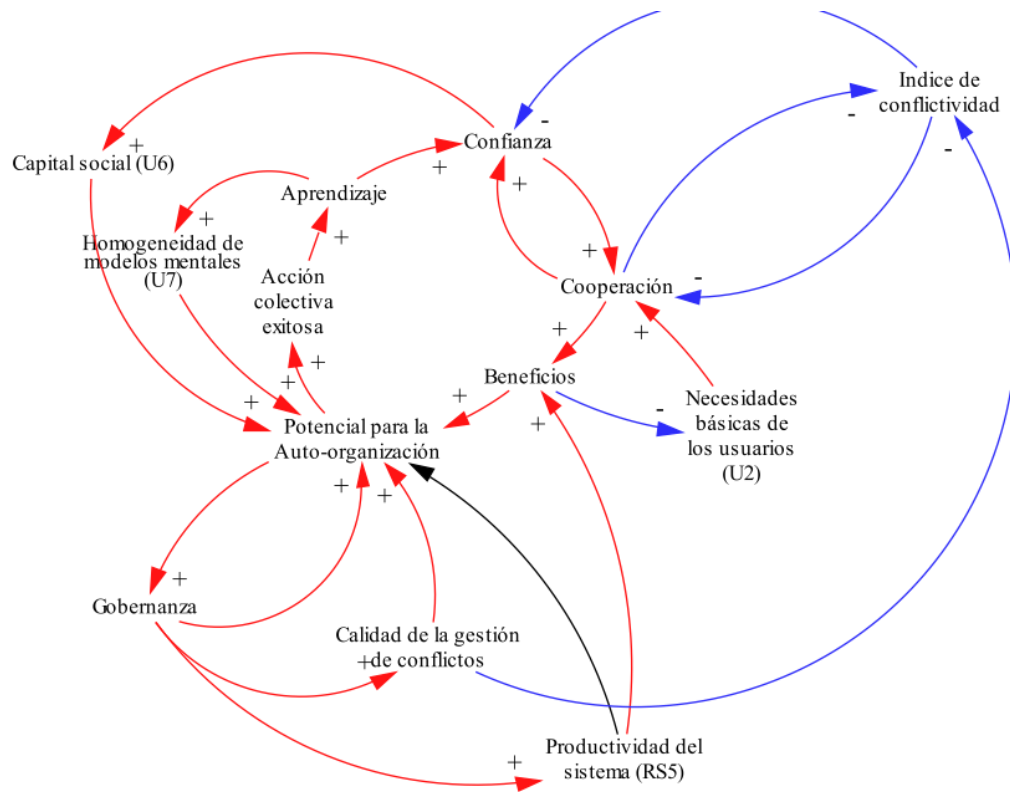 Indice de
conflictividad
-
-
-
+
Confianza
Capital social (U6)
+
+
Aprendizaje
+
+
Homogeneidad de
modelos mentales
(U7)
+
+
-
Cooperación
Acción
colectiva
exitosa
+
+
+
Beneficios
+
+
+
+
-
Necesidades
básicas de
los usuarios
(U2)
Potencial para la
Auto-organización
+
+
+
Gobernanza
Calidad de la gestión
+de conflictos
+
Productividad del
sistema (RS5)